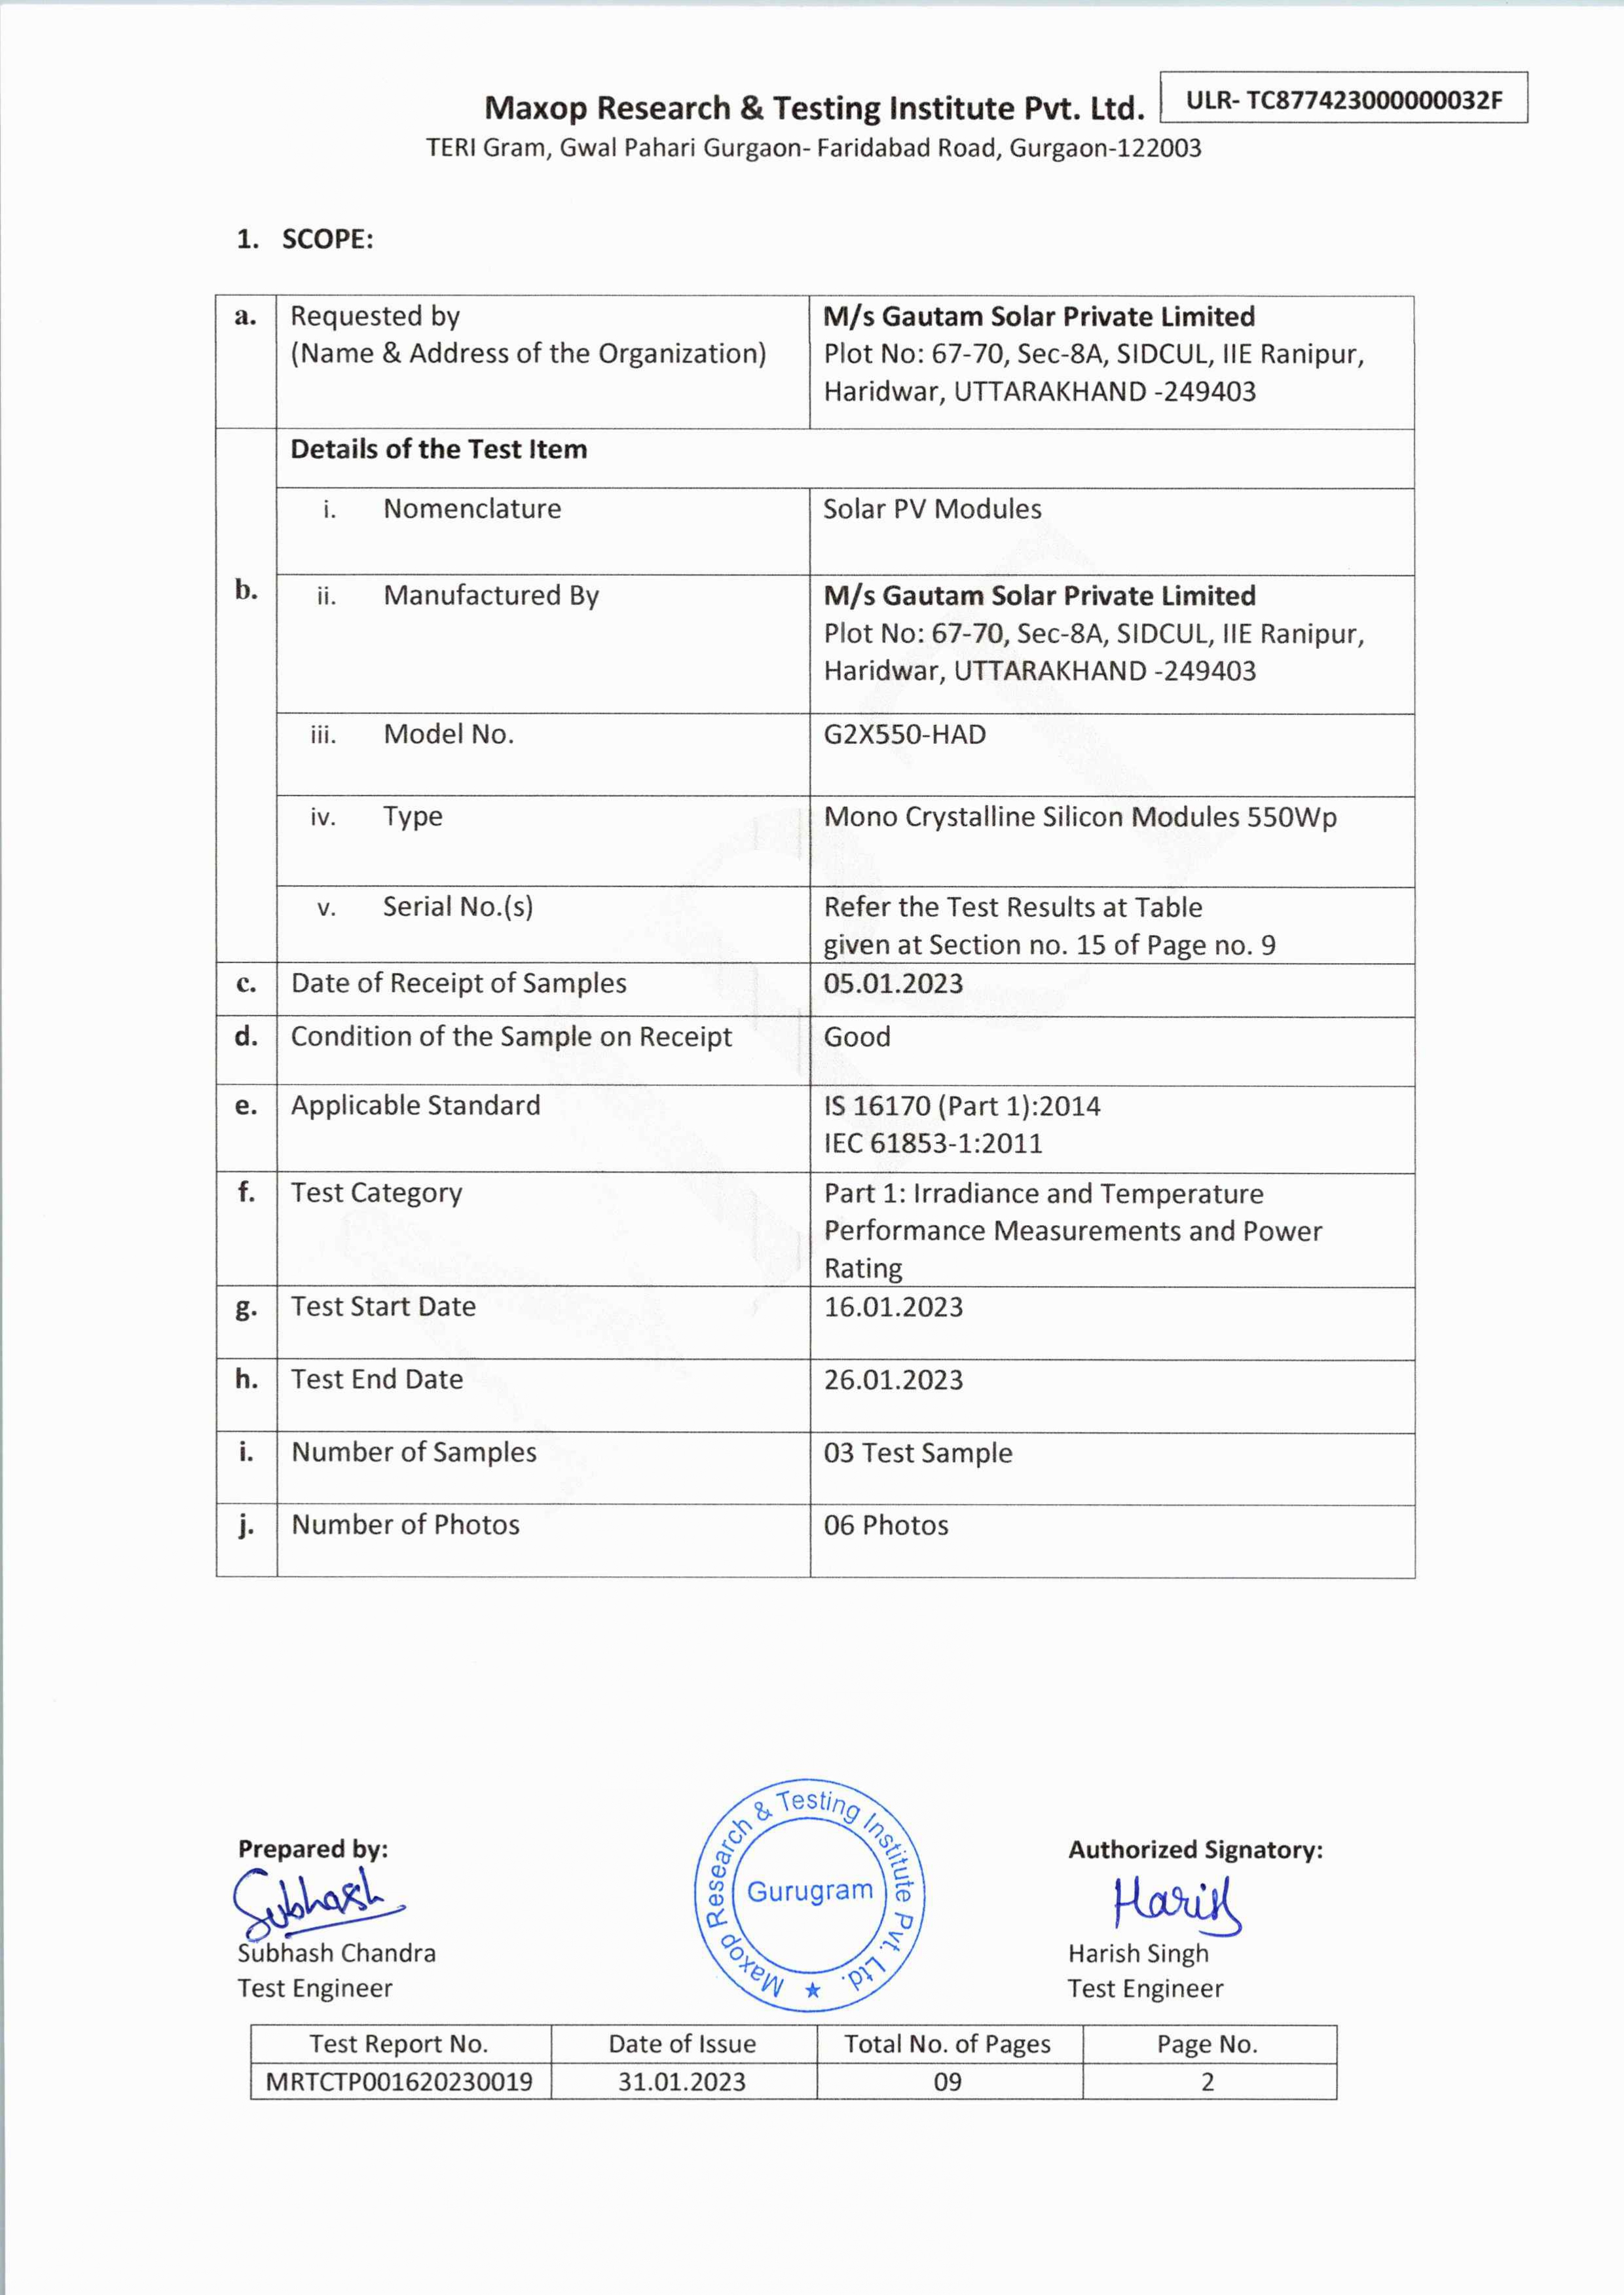 Maxop Research & Testing Institute Pvt. Ltd.
ULR- TC877423000000032F
TERI Gram, Gwal Pahari Gurgaon- Faridabad Road, Gurgaon-122003
1. SCOPE:
a. Requested by
(Name & Address of the Organization)
M/s Gautam Solar Private Limited
Plot No: 67-70, Sec-8A, SIDCUL, IIE Ranipur,
Haridwar, UTTARAKHAND -249403
b. Details of the Test Item
i. Nomenclature Solar PV Modules
ii. Manufactured By M/s Gautam Solar Private Limited
Plot No: 67-70, Sec-8A, SIDCUL, IIE Ranipur,
Haridwar, UTTARAKHAND -249403
iii. Model No. G2X550-HAD
iv. Type Mono Crystalline Silicon Modules 550Wp
v. Serial No.(s) Refer the Test Results at Table
given at Section no. 15 of Page no. 9
c. Date of Receipt of Samples 05.01.2023
d. Condition of the Sample on Receipt Good
e. Applicable Standard IS 16170 (Part 1):2014
IEC 61853-1:2011
f. Test Category Part 1: Irradiance and Temperature
Performance Measurements and Power
Rating
g. Test Start Date 16.01.2023
h. Test End Date 26.01.2023
i. Number of Samples 03 Test Sample
j. Number of Photos 06 Photos
Prepared by:
Subhash
Subhash Chandra
Test Engineer
Maxop Research & Testing Institute Pvt. Ltd. ★
Gurugram
Authorized Signatory:
Harish
Harish Singh
Test Engineer
Test Report No. Date of Issue Total No. of Pages Page No.
MRTCTP001620230019 31.01.2023 09 2